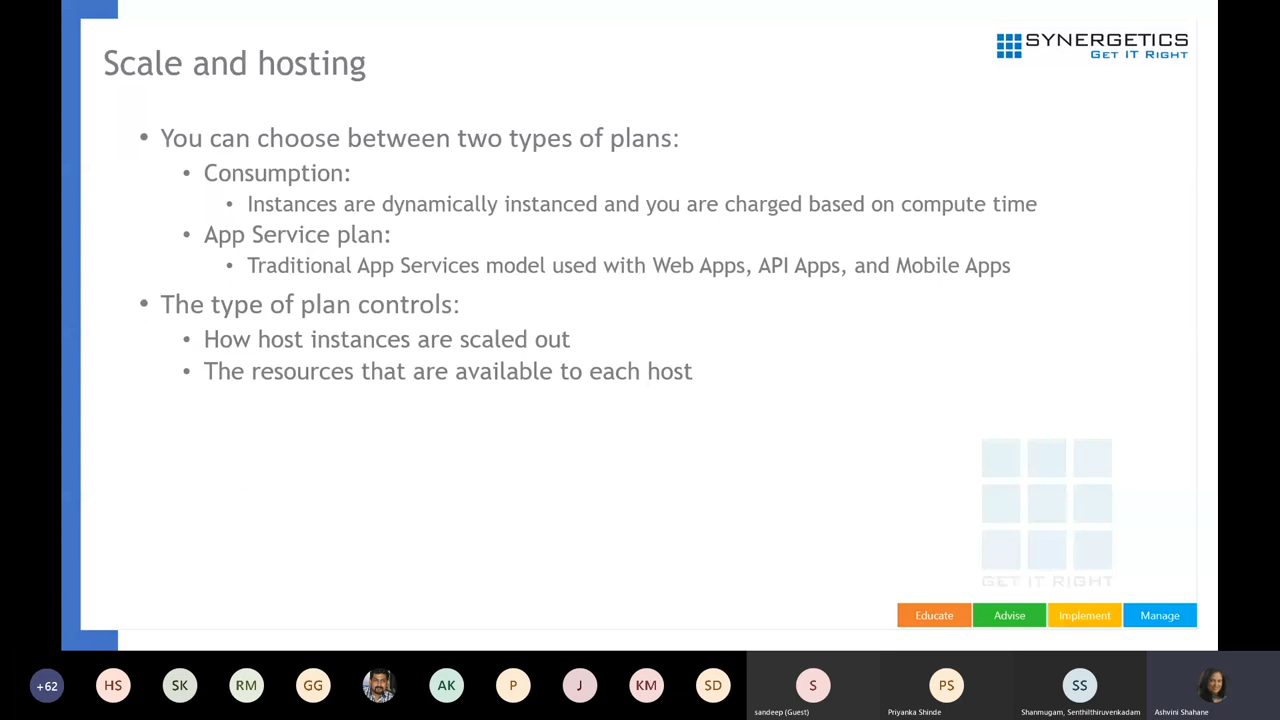 SYNERGETICS
GET IT RIGHT
Scale and hosting
• You can choose between two types of plans:
• Consumption:
• Instances are dynamically instanced and you are charged based on compute time
• App Service plan:
• Traditional App Services model used with Web Apps, API Apps, and Mobile Apps
• The type of plan controls:
• How host instances are scaled out
• The resources that are available to each host
GET IT RIGHT
Educate
Advise
Implement
Manage
+62
HS
SK
RM
GG
AK
P
J
KM
SD
S
PS
SS
sandeep (Guest)
Priyanka Shinde
Shanmugam, Senthilthiruvenkadam
Ashvini Shahane